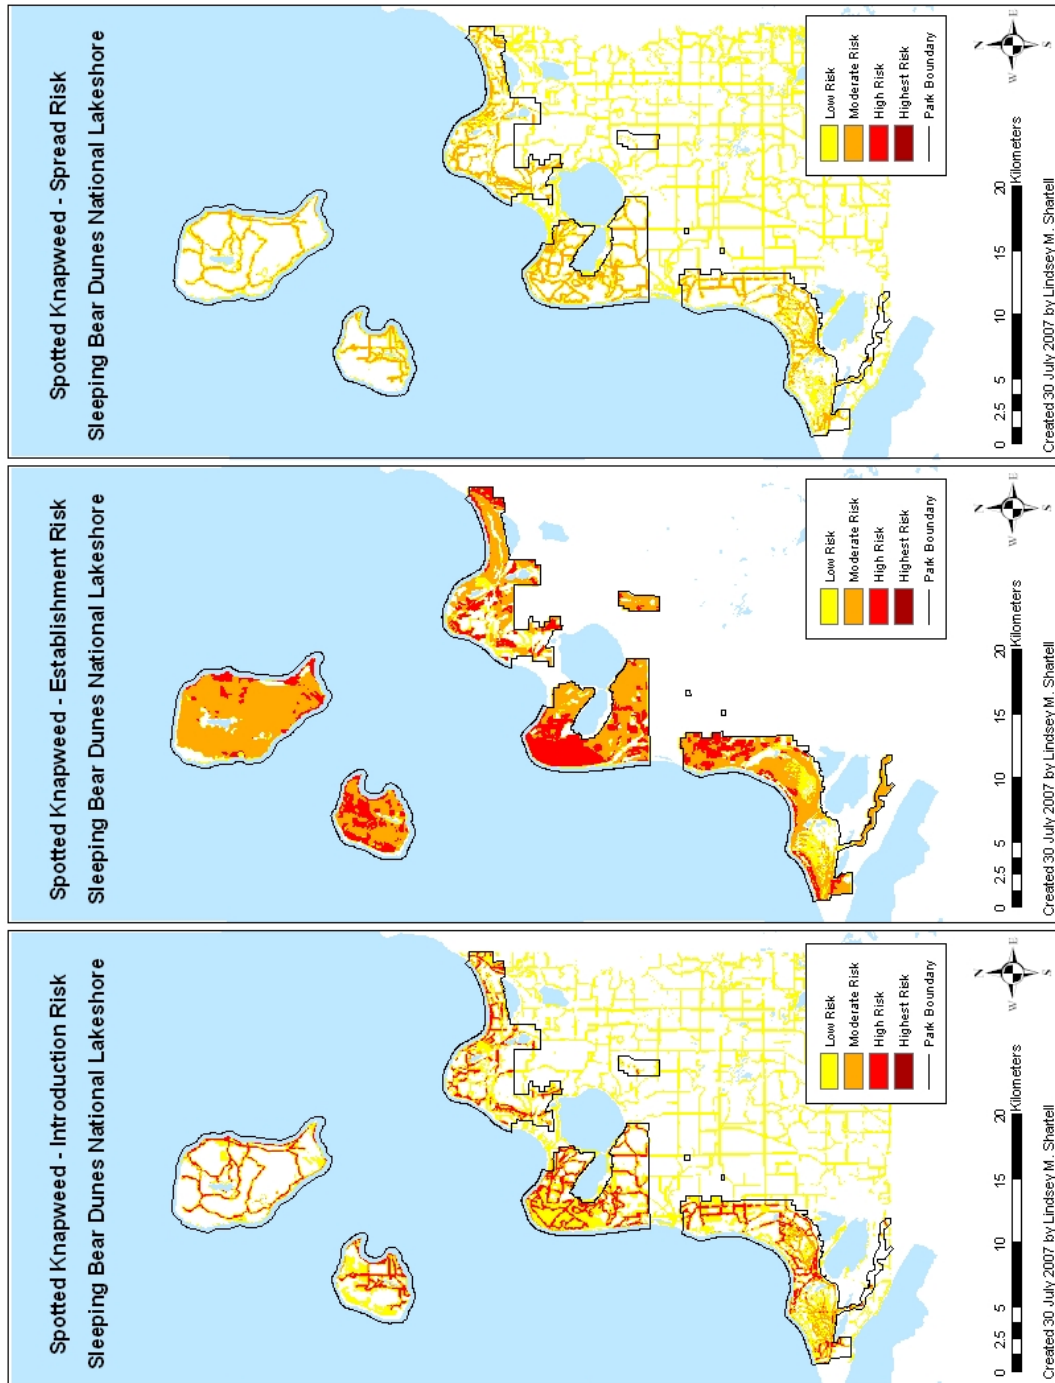 Spotted Knapweed - Introduction Risk
Sleeping Bear Dunes National Lakeshore
Low Risk
Moderate Risk
High Risk
Highest Risk
Park Boundary
N
W
E
S
0 2.5 5 10 15 20
Kilometers
Created 30 July 2007 by Lindsey M. Shartell
Spotted Knapweed - Establishment Risk
Sleeping Bear Dunes National Lakeshore
Low Risk
Moderate Risk
High Risk
Highest Risk
Park Boundary
N
W
E
S
0 2.5 5 10 15 20
Kilometers
Created 30 July 2007 by Lindsey M. Shartell
Spotted Knapweed - Spread Risk
Sleeping Bear Dunes National Lakeshore
Low Risk
Moderate Risk
High Risk
Highest Risk
Park Boundary
N
W
E
S
0 2.5 5 10 15 20
Kilometers
Created 30 July 2007 by Lindsey M. Shartell